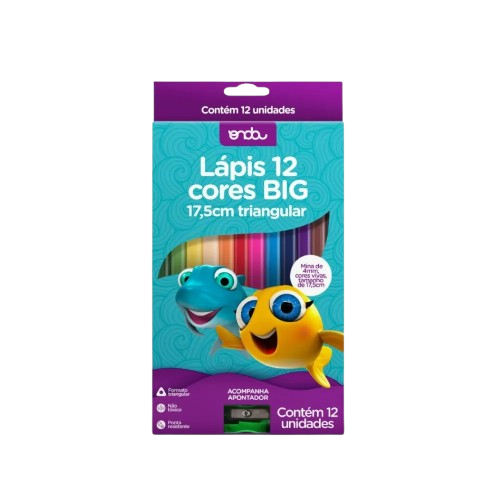 Contém 12 unidades
onda
Lápis 12
cores BIG
17,5cm triangular
Mina de
4mm,
cores vivas,
tamanho
de 17,5cm
Formato
triangular
Não
tóxico
Ponta
resistente
ACOMPANHA
APONTADOR
Contém 12
unidades